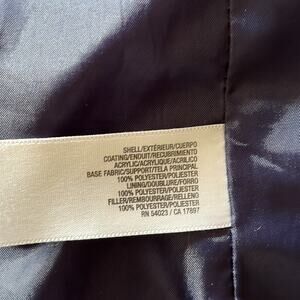 SHELL/EXTÉRIEUR/CUERPO
COATING/ENDUIT/RECUBRIMIENTO
ACRYLIC/ACRYLIQUE/ACRÍLICO
BASE FABRIC/SUPPORT/TELA PRINCIPAL
100% POLYESTER/POLIESTER
LINING/DOUBLURE/FORRO
100% POLYESTER/POLIESTER
FILLER/REMBOURRAGE/RELLENO
100% POLYESTER/POLIESTER
RN 54023 / CA 17897